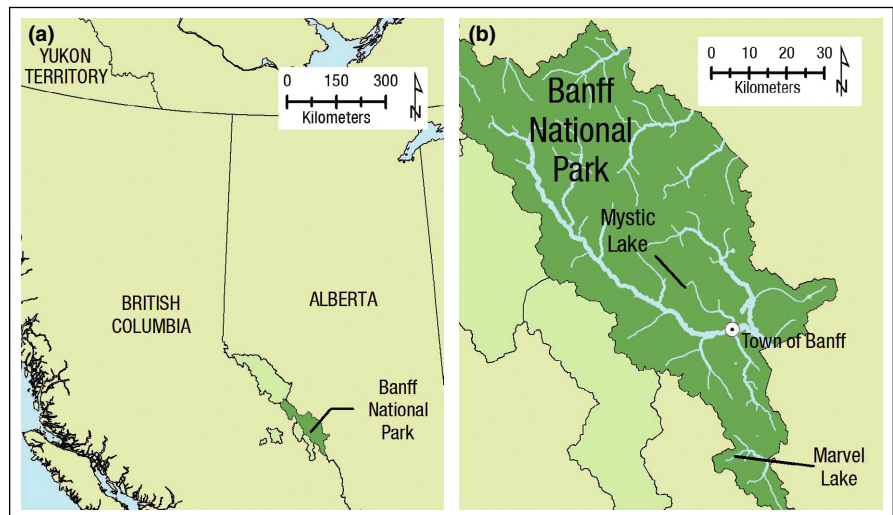 (a)
YUKON
TERRITORY
0 150 300
Kilometers
N
BRITISH
COLUMBIA
ALBERTA
Banff
National
Park
(b)
0 10 20 30
Kilometers
N
Banff
National
Park
Mystic
Lake
Town of Banff
Marvel
Lake